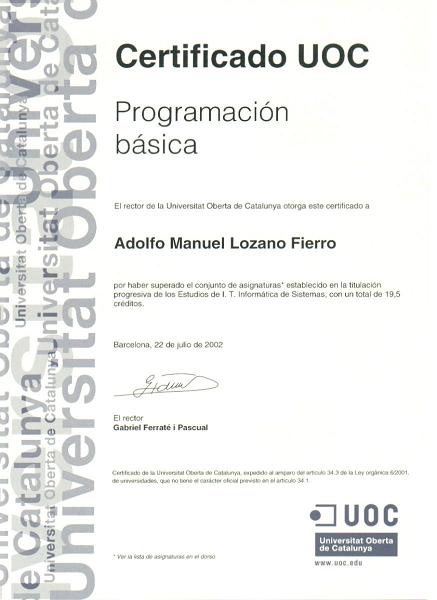 Certificado UOC
Programación
básica
El rector de la Universitat Oberta de Catalunya otorga este certificado a
Adolfo Manuel Lozano Fierro
por haber superado el conjunto de asignaturas* establecido en la titulación
progresiva de los Estudios de I. T. Informática de Sistemas, con un total de 19,5
créditos.
Barcelona, 22 de julio de 2002
El rector
Gabriel Ferraté i Pascual
Certificado de la Universitat Oberta de Catalunya, expedido al amparo del artículo 34.3 de la Ley orgánica 6/2001,
de universidades, que no tiene el carácter oficial previsto en el artículo 34.1.
UOC
Universitat Oberta
de Catalunya
www.uoc.edu
* Ver la lista de asignaturas en el dorso
Universitat Oberta de Catalunya
Universitat Oberta de Catalunya
Universitat Oberta
de Catalunya